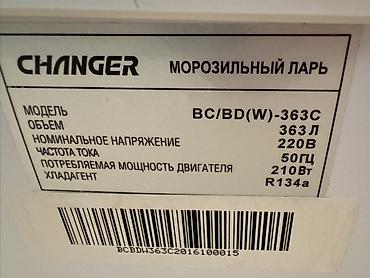 CHANGER МОРОЗИЛЬНЫЙ ЛАРЬ
МОДЕЛЬ BC/BD(W)-363C
ОБЪЕМ 363 Л
НОМИНАЛЬНОЕ НАПРЯЖЕНИЕ 220В
ЧАСТОТА ТОКА 50ГЦ
ПОТРЕБЛЯЕМАЯ МОЩНОСТЬ ДВИГАТЕЛЯ 210Вт
ХЛАДАГЕНТ R134a
BCBDW363C2016100015